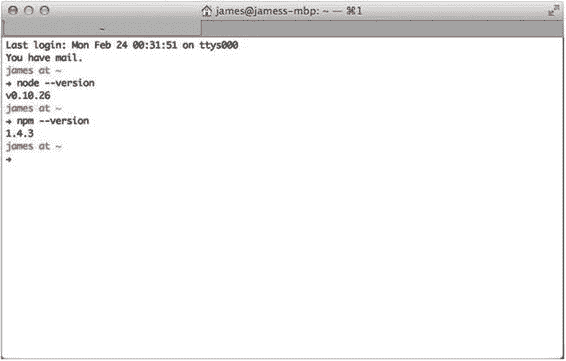 james@jamess-mbp: ~ — ⌘1
~
Last login: Mon Feb 24 00:31:51 on ttys000
You have mail.
james at ~
→ node --version
v0.10.26
james at ~
→ npm --version
1.4.3
james at ~
→